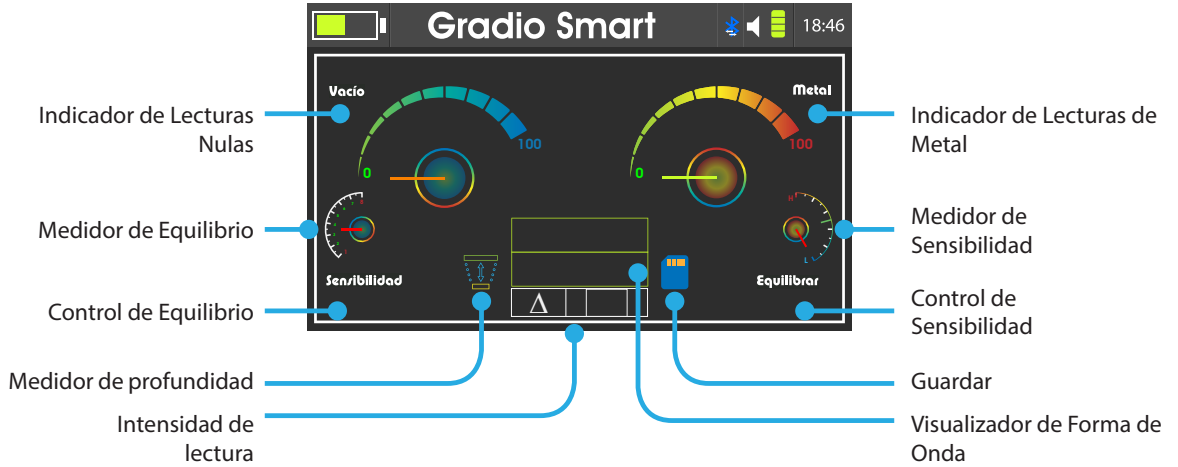 Gradio Smart
18:46
Vacío
Metal
100
100
0
0
H
L
Sensibilidad
Equilibrar
Δ
Indicador de Lecturas
Nulas
Medidor de Equilibrio
Control de Equilibrio
Medidor de profundidad
Intensidad de
lectura
Indicador de Lecturas de
Metal
Medidor de
Sensibilidad
Control de
Sensibilidad
Guardar
Visualizador de Forma de
Onda